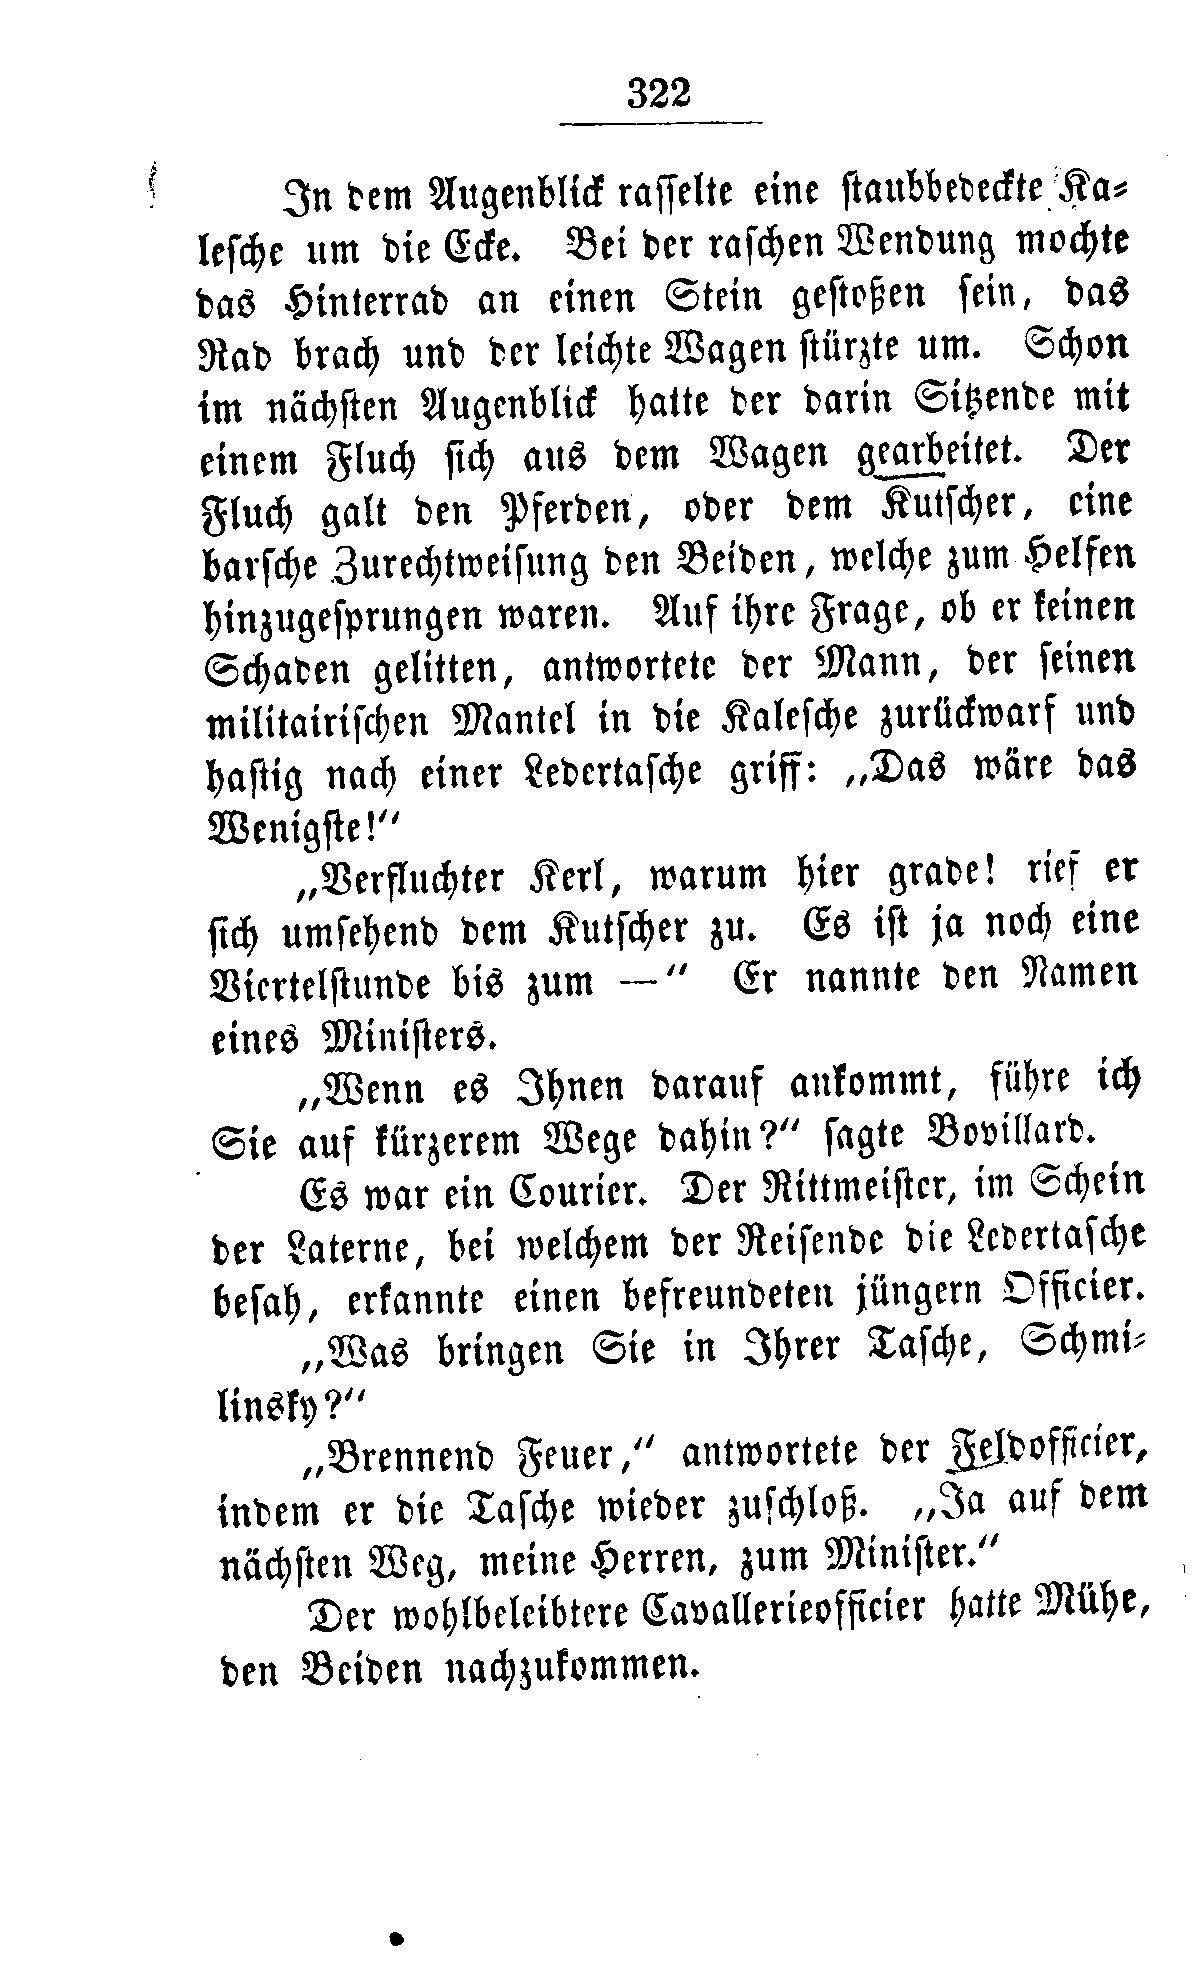 322
In dem Augenblick rasselte eine staubbedeckte Ka-
lesche um die Ecke. Bei der raschen Wendung mochte
das Hinterrad an einen Stein gestoßen sein, das
Rad brach und der leichte Wagen stürzte um. Schon
im nächsten Augenblick hatte der darin Sitzende mit
einem Fluch sich aus dem Wagen gearbeitet. Der
Fluch galt den Pferden, oder dem Kutscher, eine
barsche Zurechtweisung den Beiden, welche zum Helfen
hinzugesprungen waren. Auf ihre Frage, ob er keinen
Schaden gelitten, antwortete der Mann, der seinen
militairischen Mantel in die Kalesche zurückwarf und
hastig nach einer Ledertasche griff: „Das wäre das
Wenigste!“
„Verfluchter Kerl, warum hier grade! rief er
sich umsehend dem Kutscher zu. Es ist ja noch eine
Viertelstunde bis zum —“ Er nannte den Namen
eines Ministers.
„Wenn es Ihnen darauf ankommt, führe ich
Sie auf kürzerem Wege dahin?“ sagte Bovillard.
Es war ein Courier. Der Rittmeister, im Schein
der Laterne, bei welchem der Reisende die Ledertasche
besah, erkannte einen befreundeten jüngern Officier.
„Was bringen Sie in Ihrer Tasche, Schmi-
linsky?“
„Brennend Feuer,“ antwortete der Feldofficier,
indem er die Tasche wieder zuschloß. „Ja auf dem
nächsten Weg, meine Herren, zum Minister.“
Der wohlbeleibtere Cavallerieofficier hatte Mühe,
den Beiden nachzukommen.